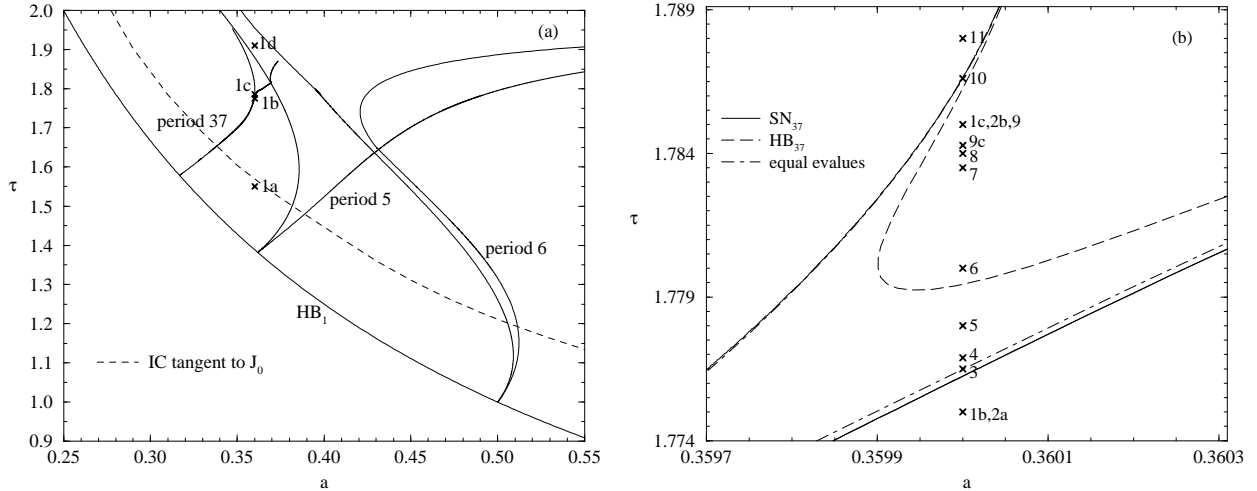 (a)
2.0
1.9
1.8
1.7
1.6
1.5
1.4
1.3
1.2
1.1
1.0
0.9
τ
0.25
0.30
0.35
0.40
0.45
0.50
0.55
a
1d
1c
1b
period 37
1a
period 5
period 6
HB₁
IC tangent to J₀
(b)
1.789
1.784
1.779
1.774
τ
0.3597
0.3599
0.3601
0.3603
a
SN₃₇
HB₃₇
equal evalues
11
10
1c,2b,9
9c
8
7
6
5
4
3
1b,2a